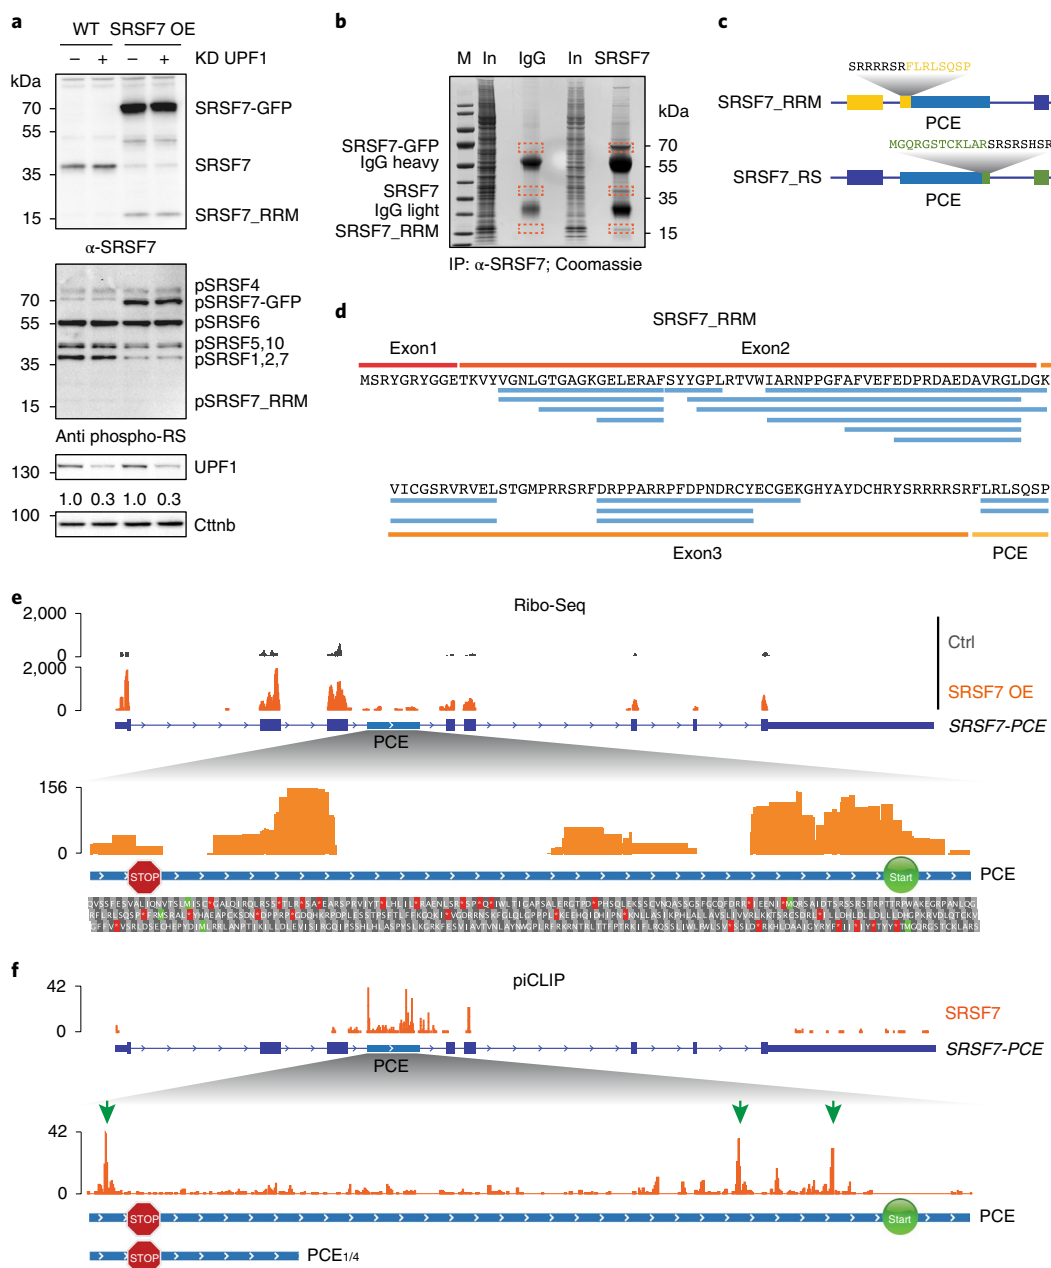 a
WT SRSF7 OE
– + – + KD UPF1
kDa
70
55
35
15
SRSF7-GFP
SRSF7
SRSF7_RRM
α-SRSF7
70
55
35
15
pSRSF4
pSRSF7-GFP
pSRSF6
pSRSF5,10
pSRSF1,2,7
pSRSF7_RRM
Anti phospho-RS
130 UPF1
1.0 0.3 1.0 0.3
100 Cttnb
b
M In IgG In SRSF7
kDa
SRSF7-GFP 70
IgG heavy 55
SRSF7
IgG light 35
SRSF7_RRM 15
IP: α-SRSF7; Coomassie
c
SRRRRSRFLRLSQSP
SRSF7_RRM
PCE
MGQRGSTCKLARSRSRSHSR
SRSF7_RS
PCE
d
SRSF7_RRM
Exon1 Exon2
MSRYGRYGGETKVYVGNLGTGAGKGELERAFSYYGPLRTVWIARNPPGFAFVEFEDPRDAEDAVRGLDGK
VICGSRVRVELSTGMPRRSRFDRPPARRPFDPNDRCYECGEKGHYAYDCHRYSRRRRSRFLRLSQSP
Exon3 PCE
e
Ribo-Seq
2,000
0
Ctrl
2,000
0
SRSF7 OE
SRSF7-PCE
PCE
156
0
STOP Start PCE
f
piCLIP
42
0
SRSF7
SRSF7-PCE
PCE
42
0
STOP Start PCE
STOP PCE1/4